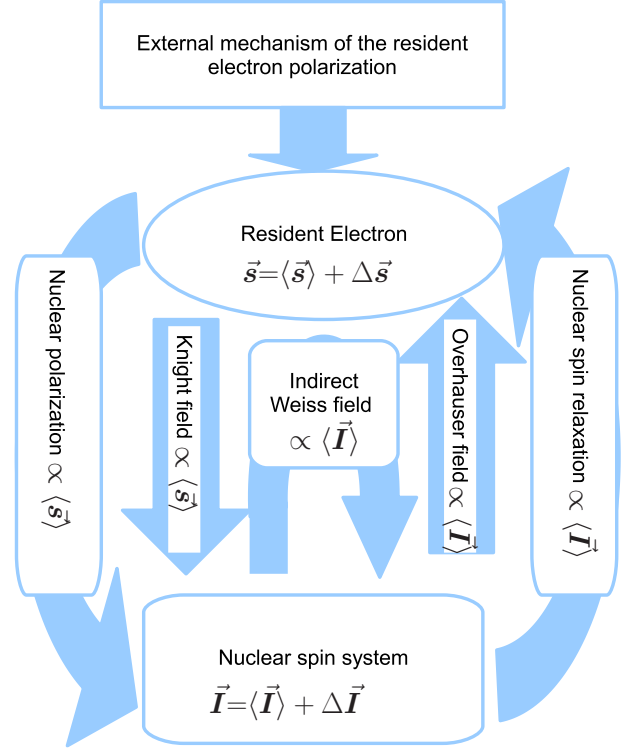 External mechanism of the resident
electron polarization
Resident Electron
s⃗=⟨s⃗⟩ + Δs⃗
Nuclear polarization ∝ ⟨s⃗⟩
Knight field ∝ ⟨s⃗⟩
Indirect
Weiss field
∝ ⟨I⃗⟩
Overhauser field ∝ ⟨I⃗⟩
Nuclear spin relaxation ∝ ⟨I⃗⟩
Nuclear spin system
I⃗=⟨I⃗⟩ + ΔI⃗